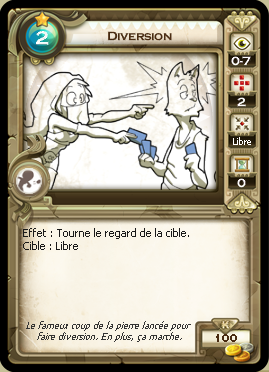 2
DIVERSION
0-7
2
Libre
0
Effet : Tourne le regard de la cible.
Cible : Libre
Le fameux coup de la pierre lancée pour
faire diversion. En plus, ça marche.
K
100